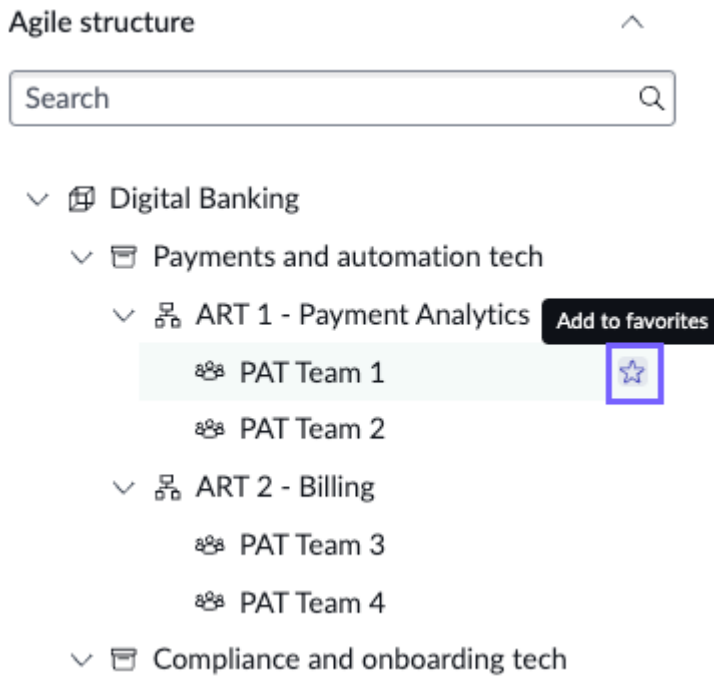 Agile structure
Search
Digital Banking
Payments and automation tech
ART 1 - Payment Analytics
Add to favorites
PAT Team 1
PAT Team 2
ART 2 - Billing
PAT Team 3
PAT Team 4
Compliance and onboarding tech